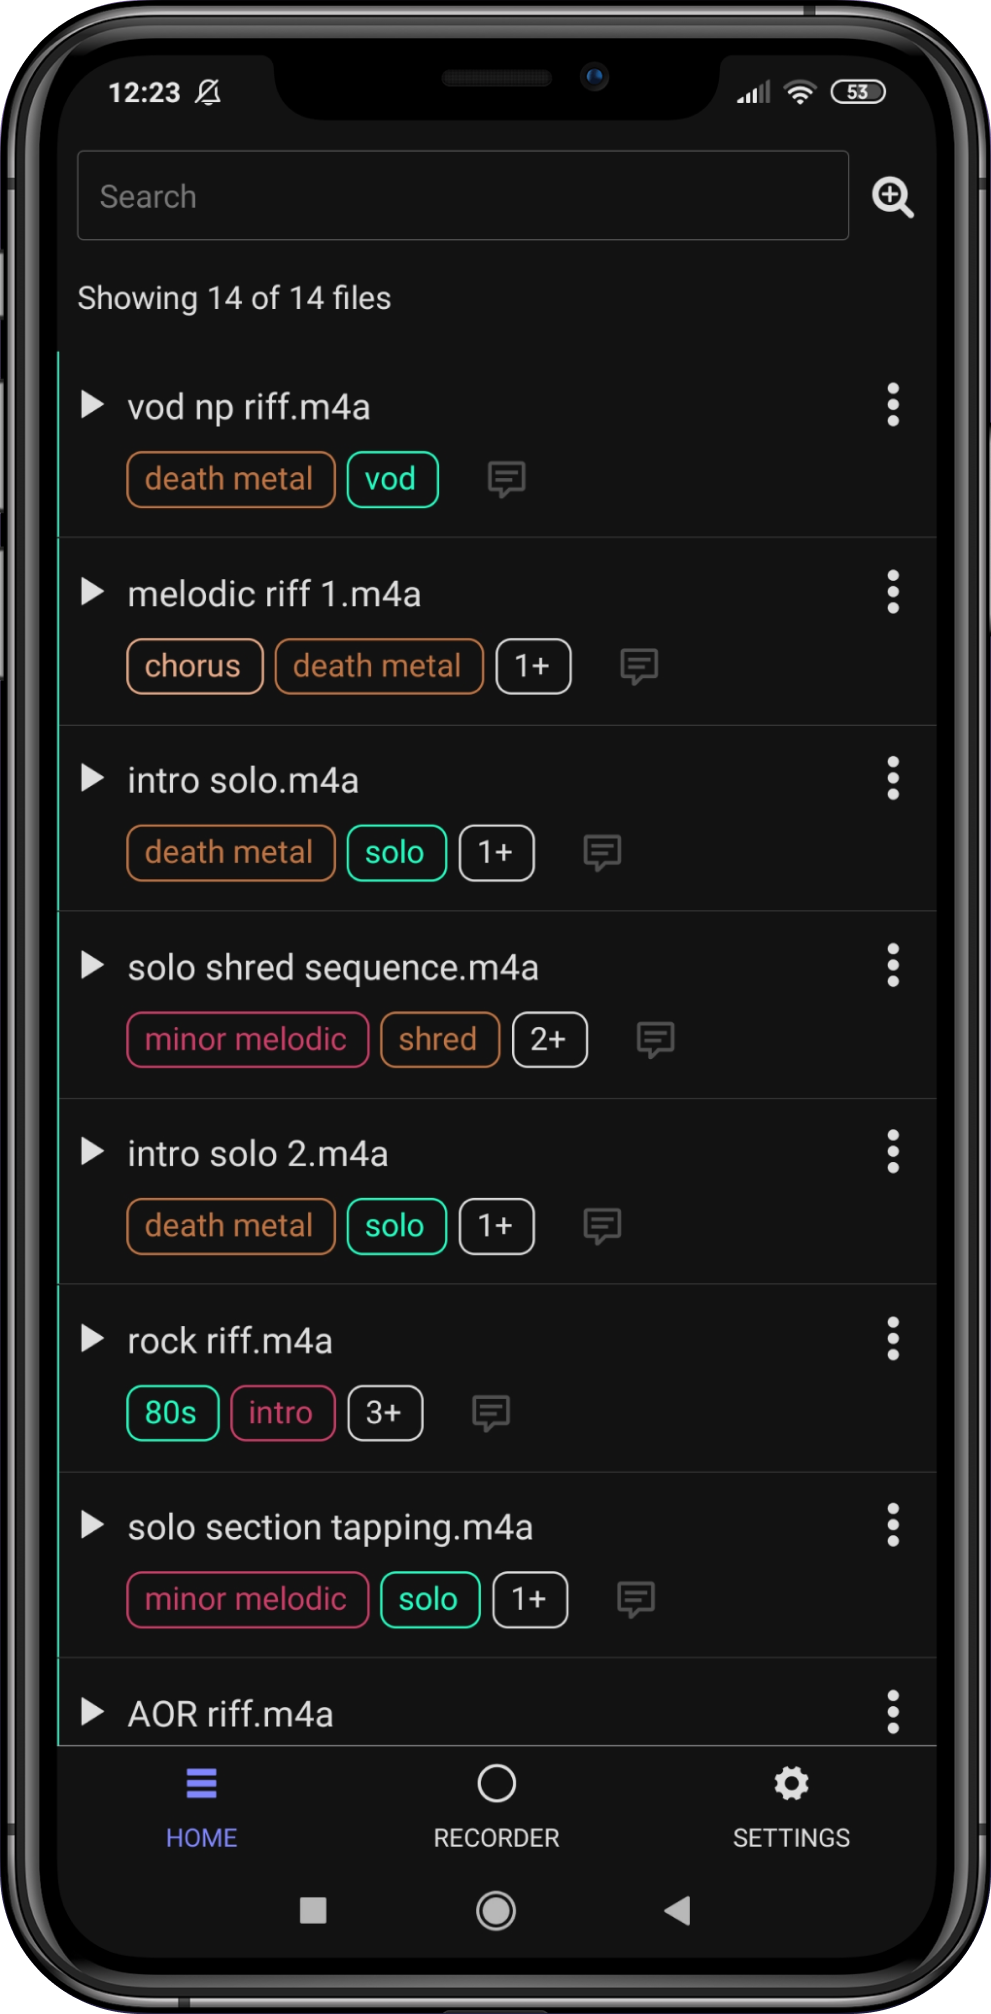 12:23 53
Search
Showing 14 of 14 files
vod np riff.m4a
death metal vod
melodic riff 1.m4a
chorus death metal 1+
intro solo.m4a
death metal solo 1+
solo shred sequence.m4a
minor melodic shred 2+
intro solo 2.m4a
death metal solo 1+
rock riff.m4a
80s intro 3+
solo section tapping.m4a
minor melodic solo 1+
AOR riff.m4a
HOME RECORDER SETTINGS